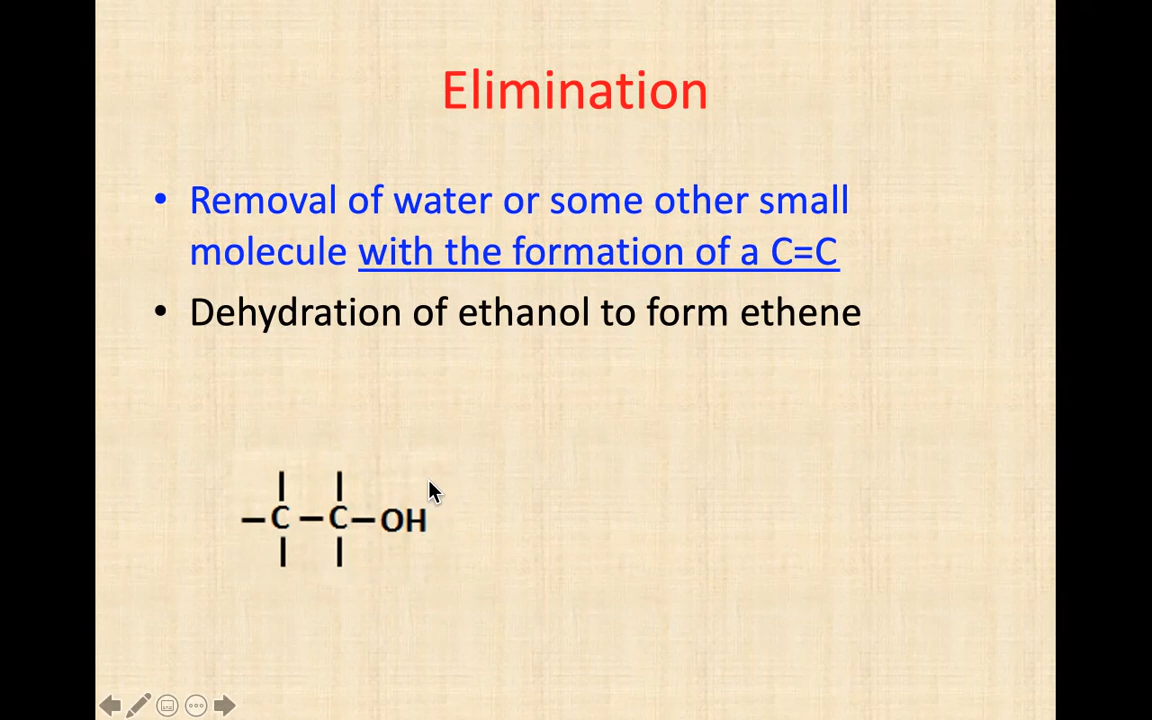 Elimination
• Removal of water or some other small
molecule with the formation of a C=C
• Dehydration of ethanol to form ethene
–C–C–OH